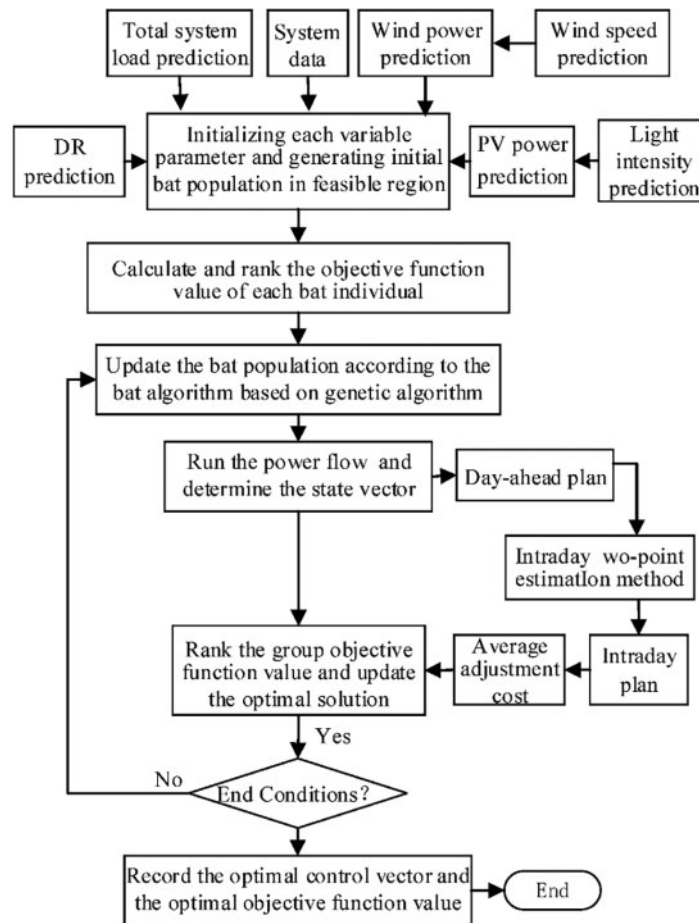 Total system
load prediction
System
data
Wind power
prediction
Wind speed
prediction
DR
prediction
Initializing each variable
parameter and generating initial
bat population in feasible region
PV power
prediction
Light
intensity
prediction
Calculate and rank the objective function
value of each bat individual
Update the bat population according to the
bat algorithm based on genetic algorithm
Run the power flow and
determine the state vector
Day-ahead plan
Intraday wo-point
estimation method
Rank the group objective
function value and update
the optimal solution
Average
adjustment
cost
Intraday
plan
Yes
No
End Conditions?
Record the optimal control vector and
the optimal objective function value
End